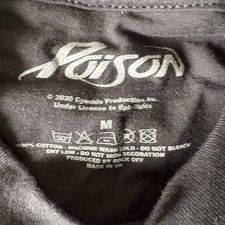 POISON
© 2020 Cyanide Productions, Inc.
Under License to Epic Rights
M
100% COTTON - MACHINE WASH COLD - DO NOT BLEACH
DRY LOW - DO NOT IRON DECORATION
PRODUCED BY ROCK OFF
MADE IN UK